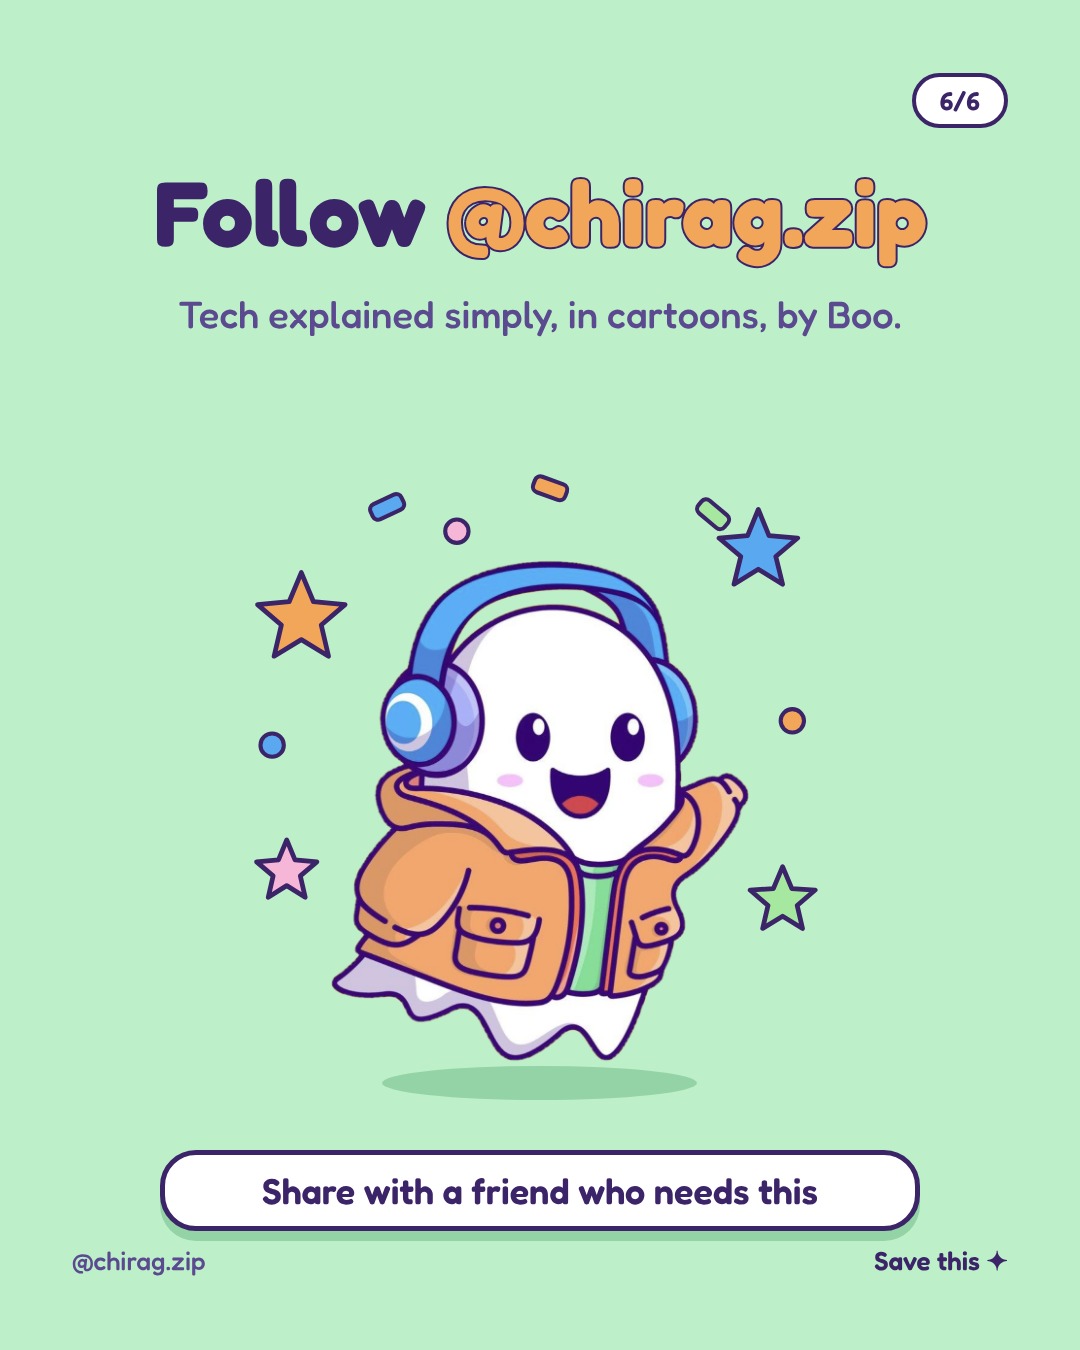 6/6
Follow @chirag.zip
Tech explained simply, in cartoons, by Boo.
Share with a friend who needs this
@chirag.zip
Save this ✦